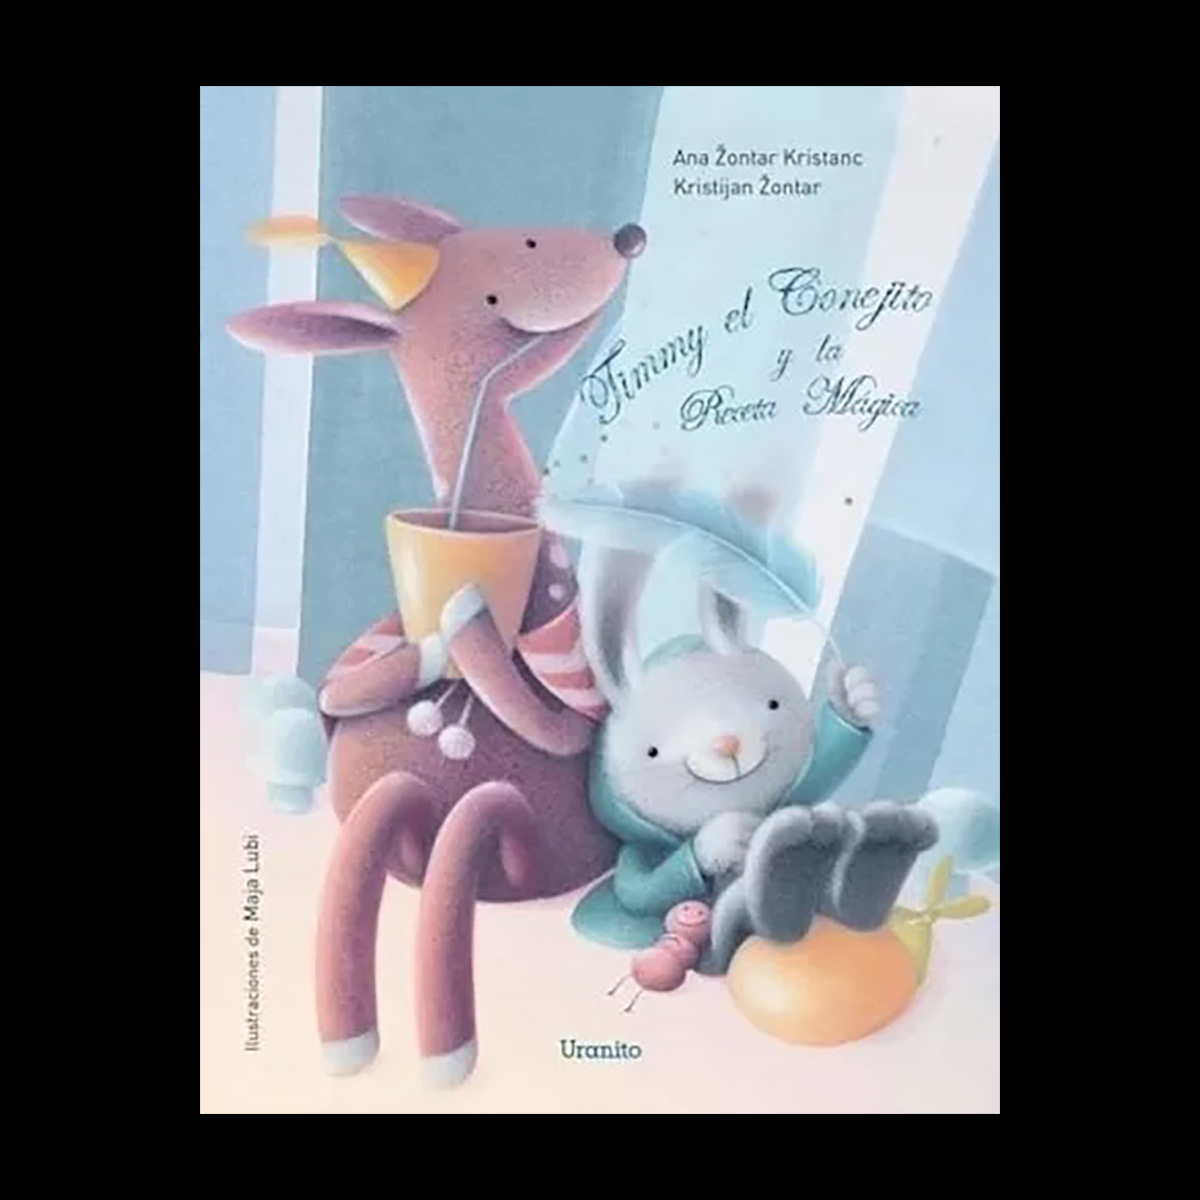 Ana Žontar Kristanc
Kristijan Žontar
Timmy el Conejito
y la
Receta Mágica
Ilustraciones de Maja Lubi
Uranito